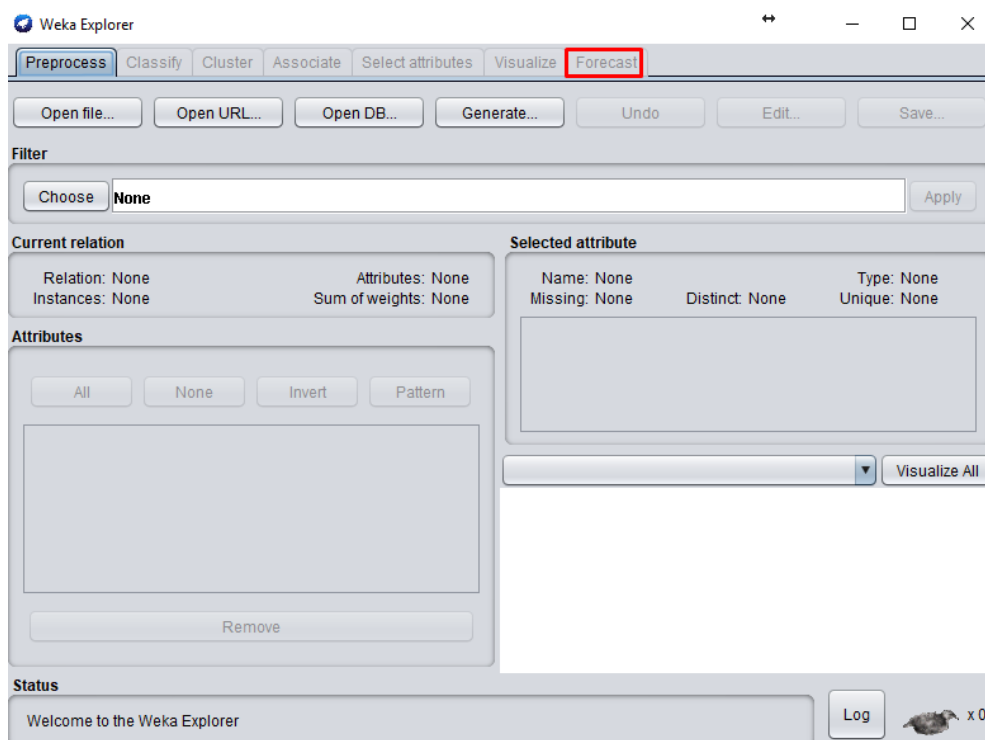 Weka Explorer
Preprocess Classify Cluster Associate Select attributes Visualize Forecast
Open file... Open URL... Open DB... Generate... Undo Edit... Save...
Filter
Choose None Apply
Current relation
Relation: None Attributes: None
Instances: None Sum of weights: None
Selected attribute
Name: None Type: None
Missing: None Distinct: None Unique: None
Attributes
All None Invert Pattern
Remove
Visualize All
Status
Welcome to the Weka Explorer
Log x 0